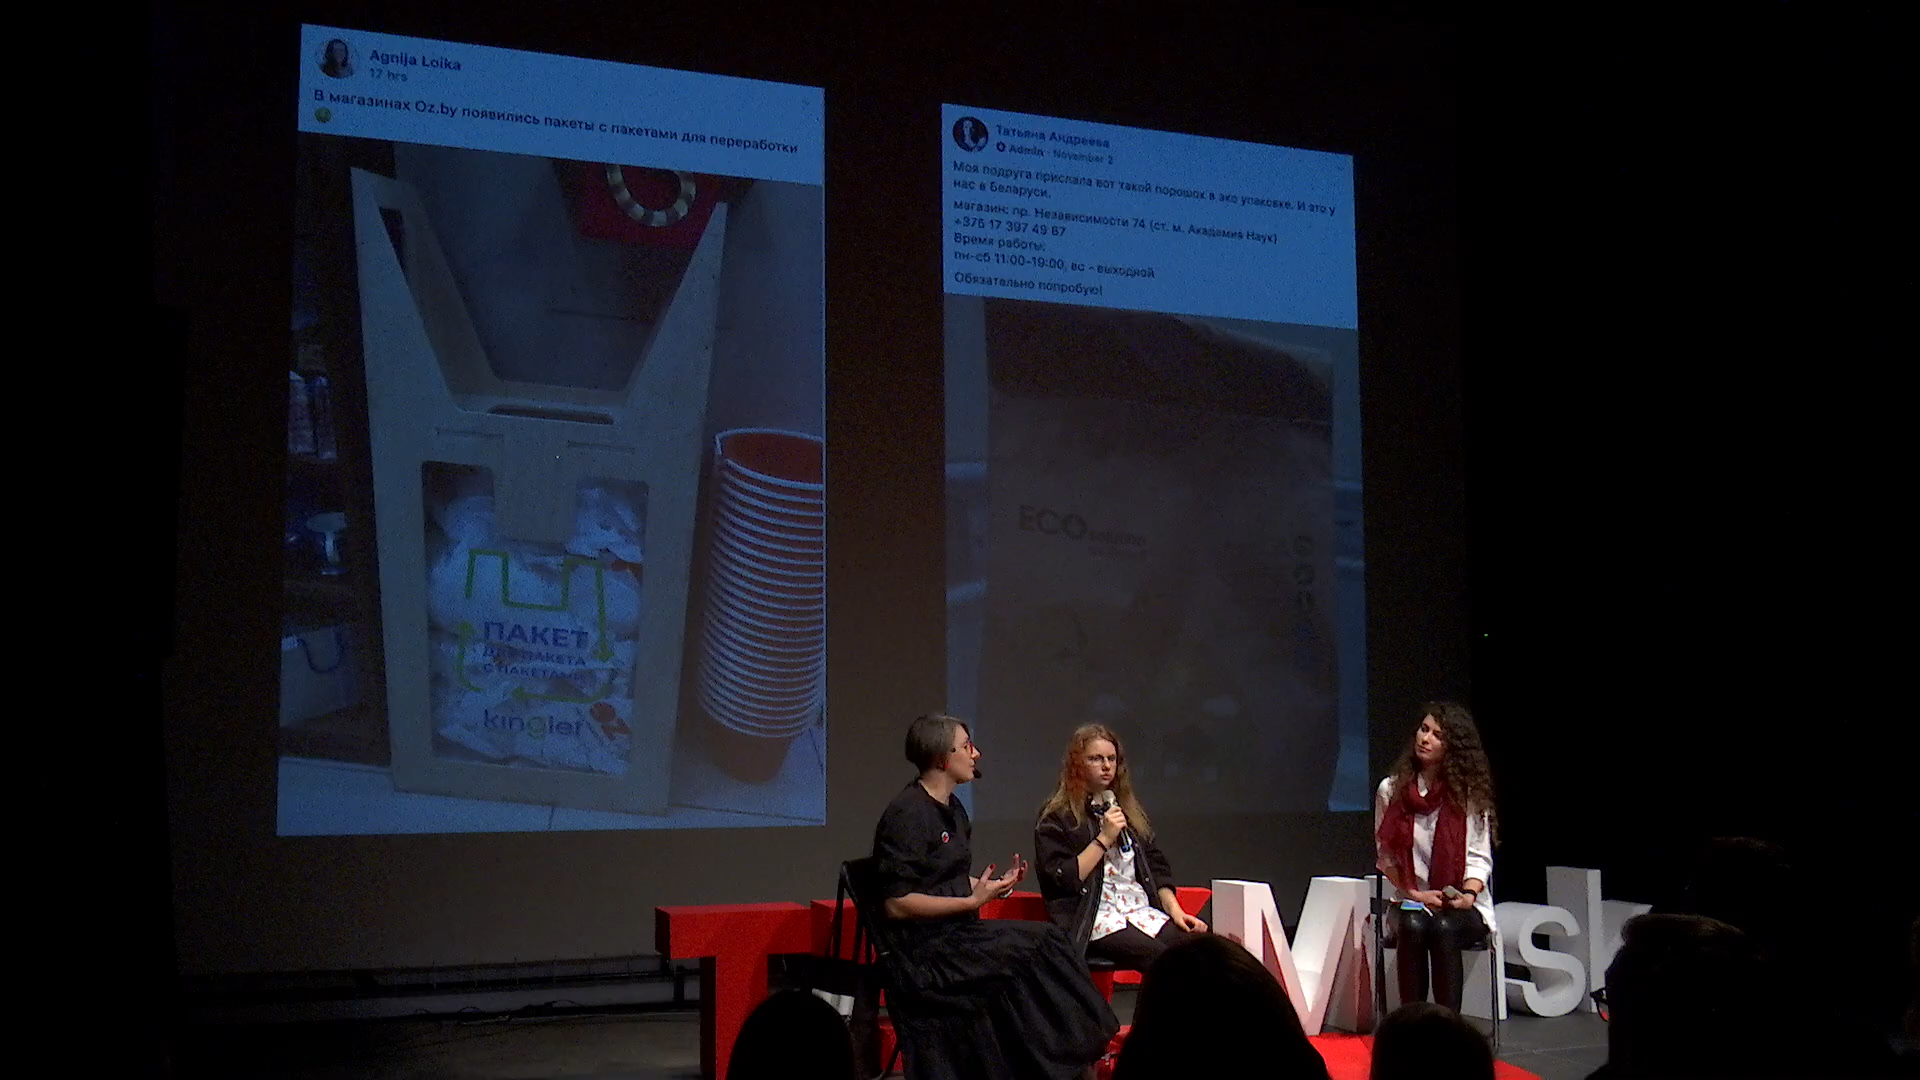 Agnija Loika
17 hrs
В магазинах Oz.by появились пакеты с пакетами для переработки
ПАКЕТ
ДЛЯ ПАКЕТА
С ПАКЕТАМИ
kinglet
Татьяна Андреева
Admin · November 2
Моя подруга прислала вот такой порошок в эко упаковке. И это у
нас в Беларуси.
магазин: пр. Независимости 74 (ст. м. Академия Наук)
+375 17 397 49 67
Время работы:
пн-сб 11:00-19:00, вс - выходной
Обязательно попробую!
ECO
solution
T
X
Minsk